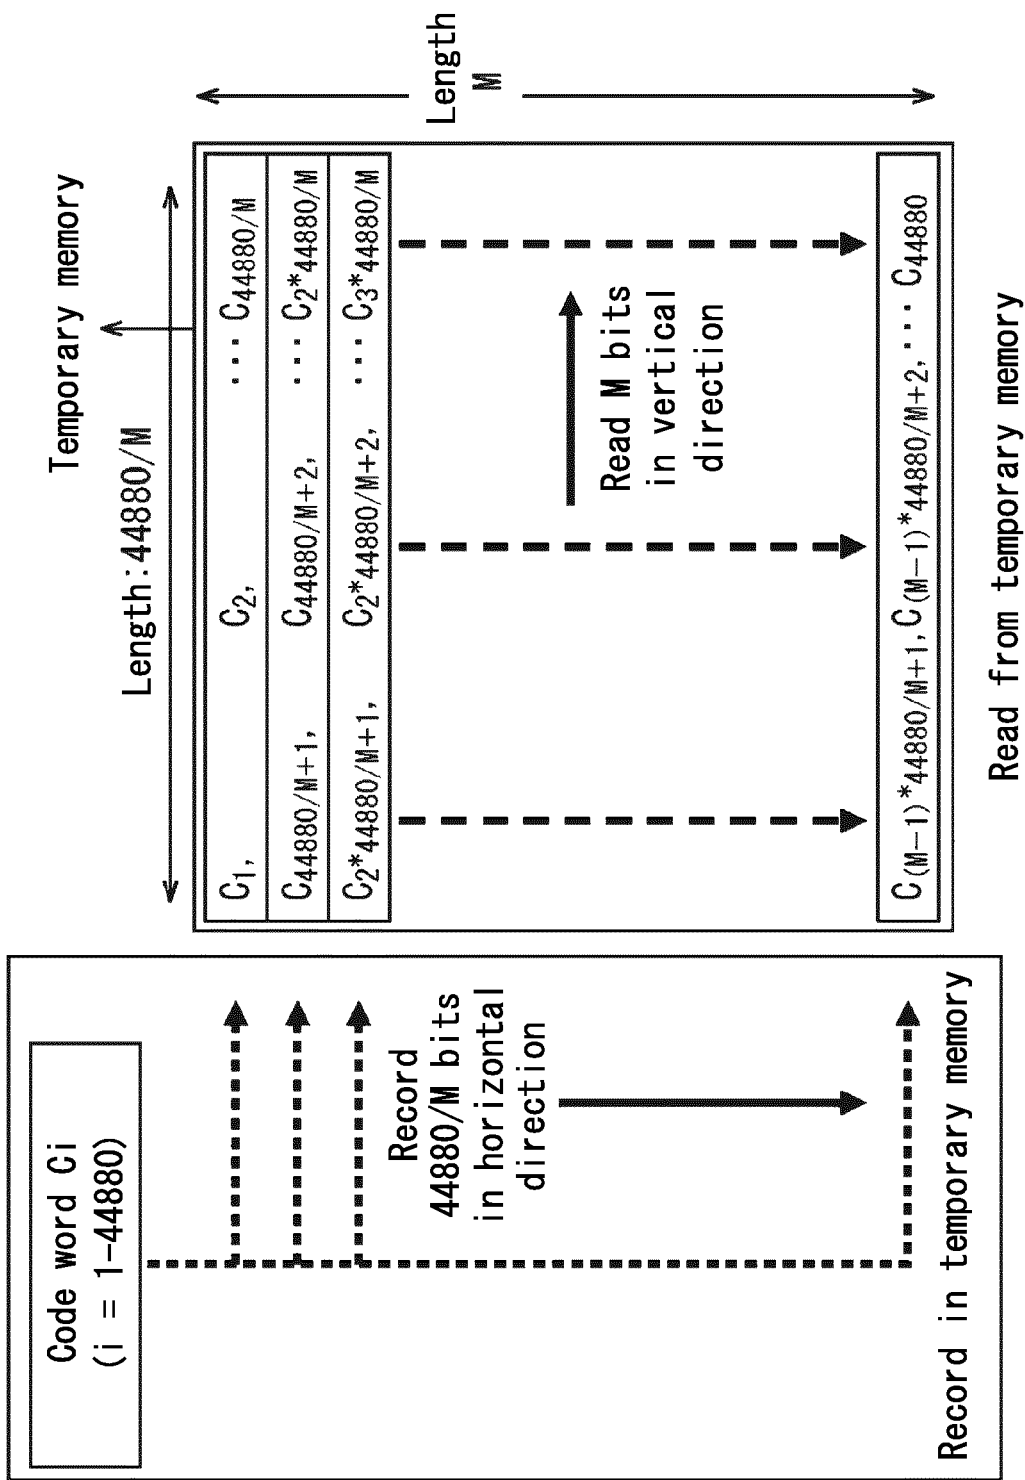 Code word Ci
(i = 1-44880)
Record
44880/M bits
in horizontal
direction
Record in temporary memory
Temporary memory
Length:44880/M
C1, C2, ··· C44880/M
C44880/M+1, C44880/M+2, ··· C2*44880/M
C2*44880/M+1, C2*44880/M+2, ··· C3*44880/M
Length
M
Read M bits
in vertical
direction
C(M-1)*44880/M+1, C(M-1)*44880/M+2, ··· C44880
Read from temporary memory